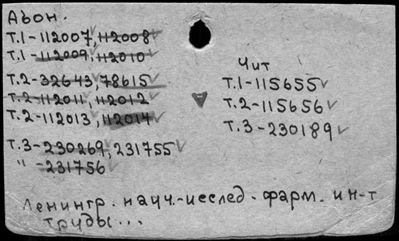 Абон.
Т.1-112007, 112008
Т.1-112009, 112010
Т.2-32643, 78615
Т.2-112011, 112012
Т.2-112013, 112014
Т.3-230269, 231755
" -231756
Чит
Т.1-115655
Т.2-115656
Т.3-230189
Ленингр. науч.-исслед. фарм. ин-т
Труды...